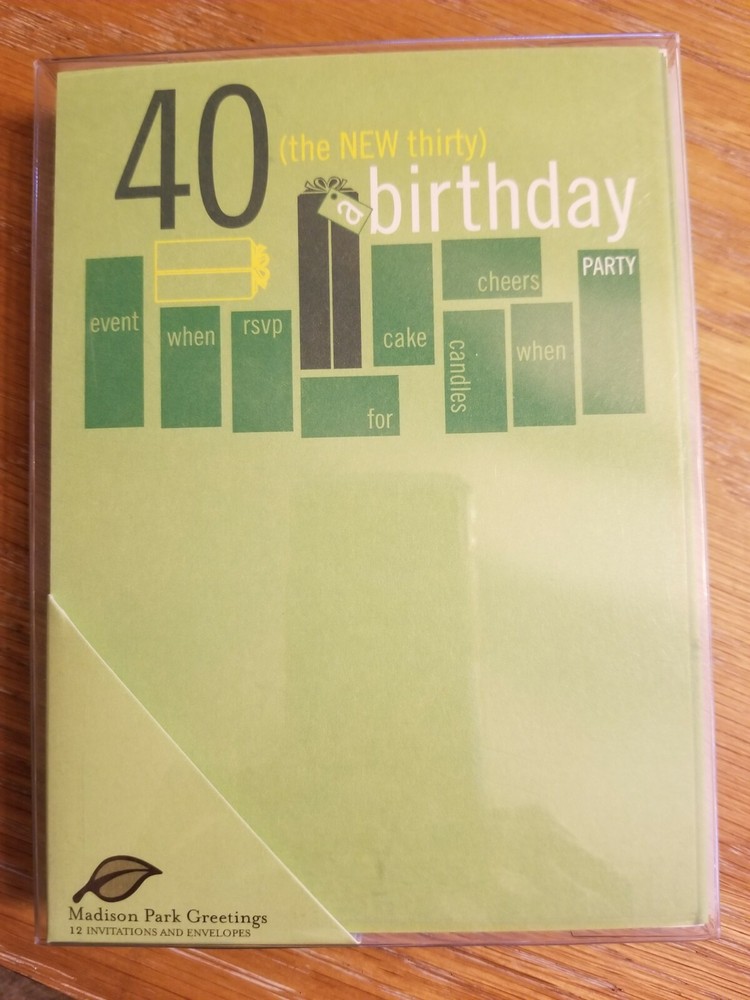 40 (the NEW thirty)
a birthday
event
when
rsvp
for
cake
cheers
candles
when
PARTY
Madison Park Greetings
12 INVITATIONS AND ENVELOPES